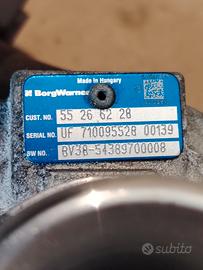 Made in Hungary
BorgWarner
CUST. NO. 55 26 62 28
SERIAL NO. UF 710095528 00139
BW NO. BV38-54389700008
subito